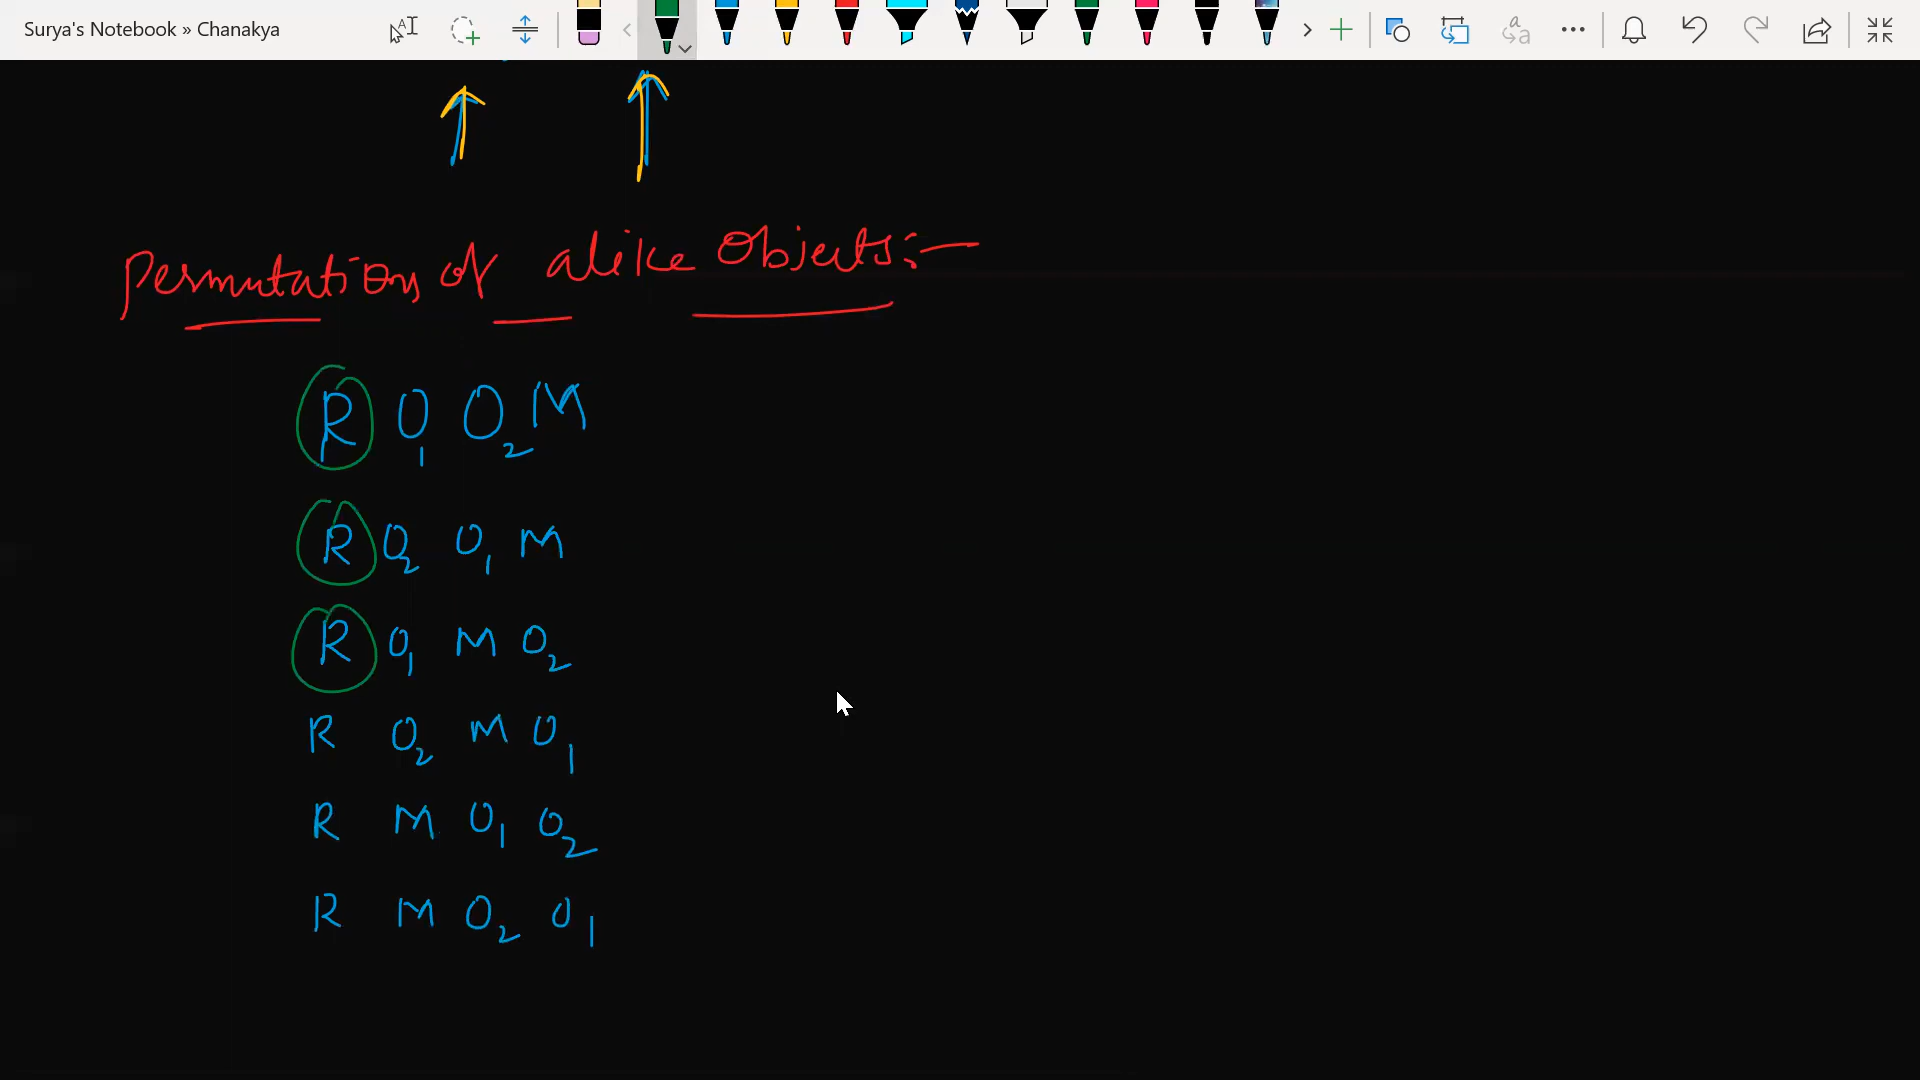 Surya's Notebook » Chanakya
Permutations of alike Objects:—
R O₁ O₂ M
R O₂ O₁ M
R O₁ M O₂
R O₂ M O₁
R M O₁ O₂
R M O₂ O₁